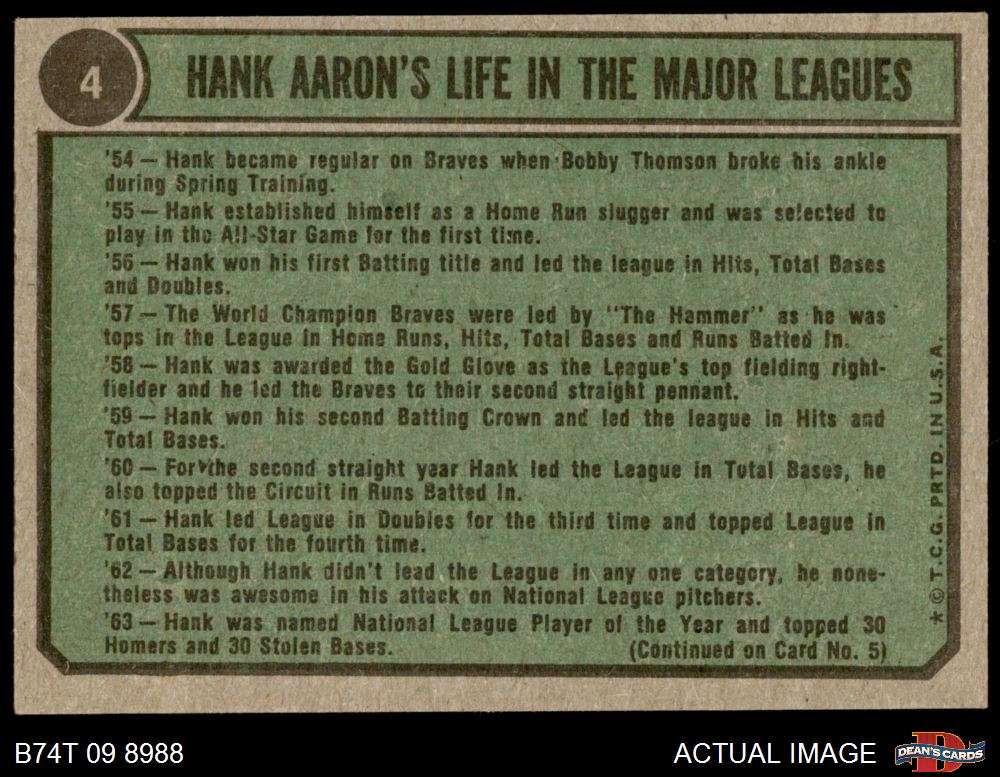 4
HANK AARON'S LIFE IN THE MAJOR LEAGUES
'54 — Hank became regular on Braves when Bobby Thomson broke his ankle
during Spring Training.
'55 — Hank established himself as a Home Run slugger and was selected to
play in the All-Star Game for the first time.
'56 — Hank won his first Batting title and led the league in Hits, Total Bases
and Doubles.
'57 — The World Champion Braves were led by "The Hammer" as he was
tops in the League in Home Runs, Hits, Total Bases and Runs Batted In.
'58 — Hank was awarded the Gold Glove as the League's top fielding right-
fielder and he led the Braves to their second straight pennant.
'59 — Hank won his second Batting Crown and led the league in Hits and
Total Bases.
'60 — For the second straight year Hank led the League in Total Bases, he
also topped the Circuit in Runs Batted In.
'61 — Hank led League in Doubles for the third time and topped League in
Total Bases for the fourth time.
'62 — Although Hank didn't lead the League in any one category, he none-
theless was awesome in his attack on National League pitchers.
'63 — Hank was named National League Player of the Year and topped 30
Homers and 30 Stolen Bases. (Continued on Card No. 5)
* © T.C.G. PRTD. IN U.S.A.
B74T 09 8988
ACTUAL IMAGE
D
DEAN'S CARDS